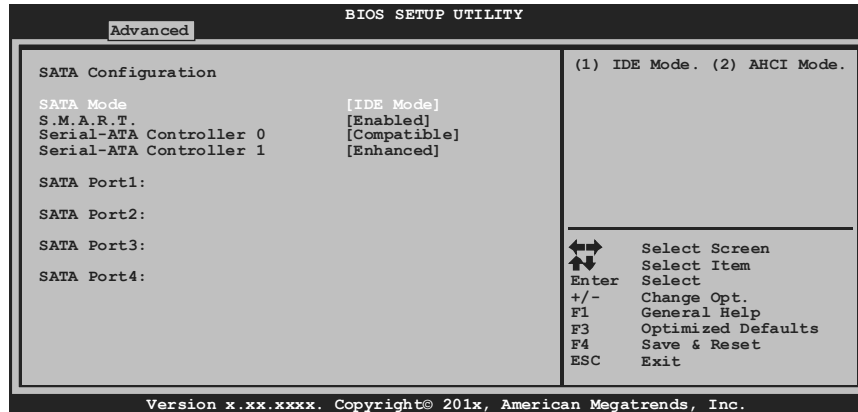 BIOS SETUP UTILITY
Advanced
SATA Configuration
SATA Mode [IDE Mode]
S.M.A.R.T. [Enabled]
Serial-ATA Controller 0 [Compatible]
Serial-ATA Controller 1 [Enhanced]
SATA Port1:
SATA Port2:
SATA Port3:
SATA Port4:
(1) IDE Mode. (2) AHCI Mode.
Select Screen
Select Item
Enter Select
+/- Change Opt.
F1 General Help
F3 Optimized Defaults
F4 Save & Reset
ESC Exit
Version x.xx.xxxx. Copyright© 201x, American Megatrends, Inc.